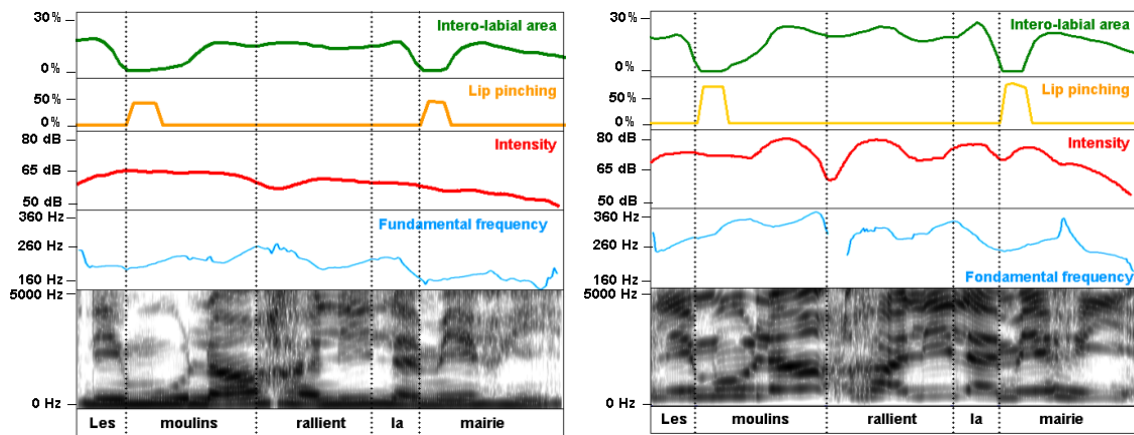 30%
Intero-labial area
0%
50%
Lip pinching
0%
80 dB
Intensity
65 dB
50 dB
360 Hz
Fundamental frequency
260 Hz
160 Hz
5000 Hz
0 Hz
Les moulins rallient la mairie
30%
Intero-labial area
0%
50%
Lip pinching
0%
80 dB
Intensity
65 dB
50 dB
360 Hz
260 Hz
160 Hz
Fondamental frequency
5000 Hz
0 Hz
Les moulins rallient la mairie